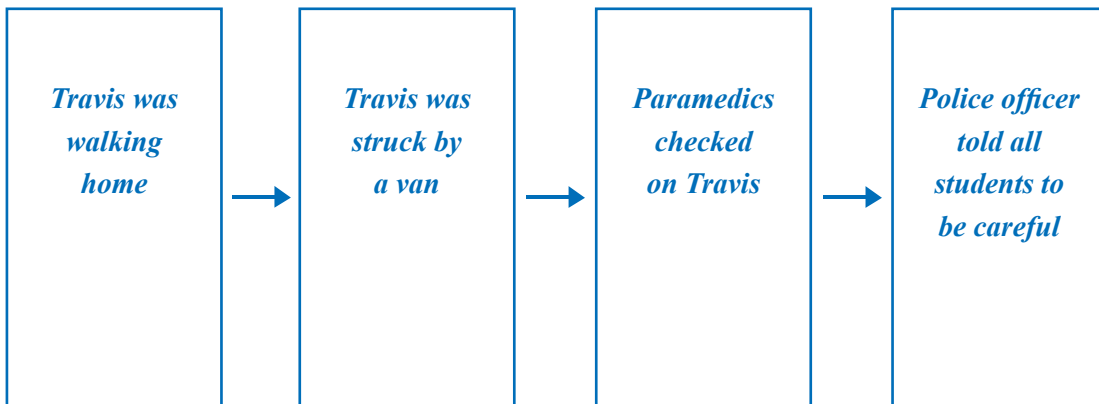 Travis was
walking
home
Travis was
struck by
a van
Paramedics
checked
on Travis
Police officer
told all
students to
be careful